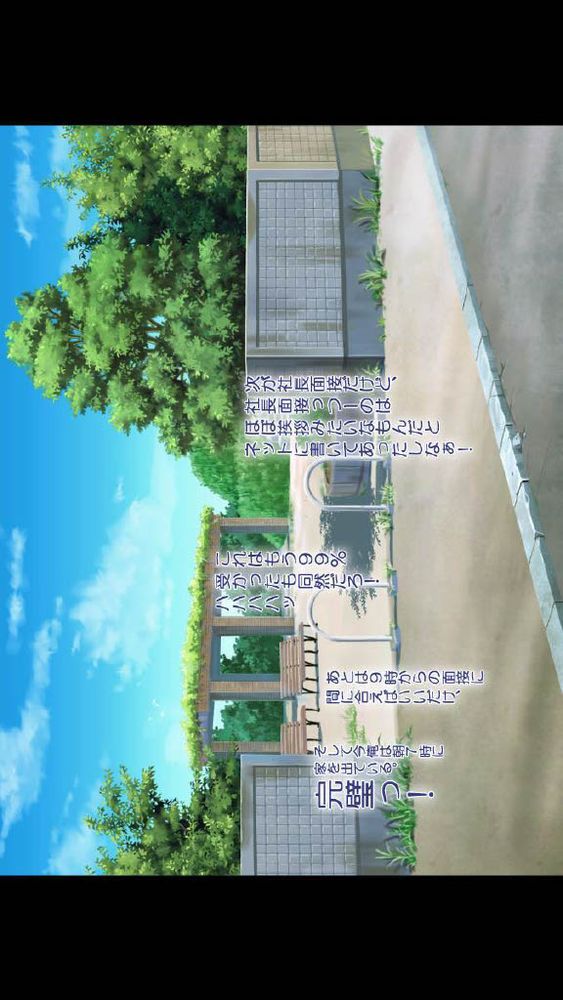 次が社長面接だけど、
社長面接っつーのは
ほぼ挨拶みたいなもんだと
ネットに書いてあったしなぁ!
これはもう99%
受かったも同然だろ!
ハハハハッ
あとは9時からの面接に
間に合えばいいだけ、
そして今俺は朝7時に
家を出ている。
完璧っ!